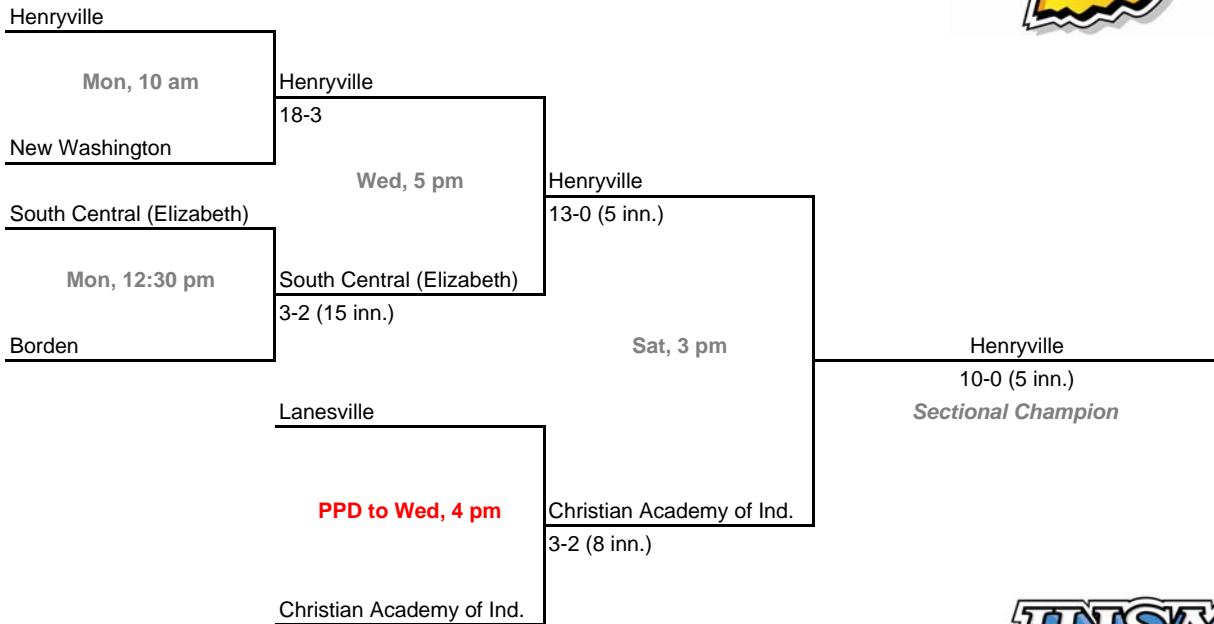 Henryville
Mon, 10 am
Henryville
18-3
New Washington
Wed, 5 pm
Henryville
13-0 (5 inn.)
South Central (Elizabeth)
Mon, 12:30 pm
South Central (Elizabeth)
3-2 (15 inn.)
Borden
Sat, 3 pm
Henryville
10-0 (5 inn.)
Sectional Champion
Lanesville
PPD to Wed, 4 pm
Christian Academy of Ind.
3-2 (8 inn.)
Christian Academy of Ind.